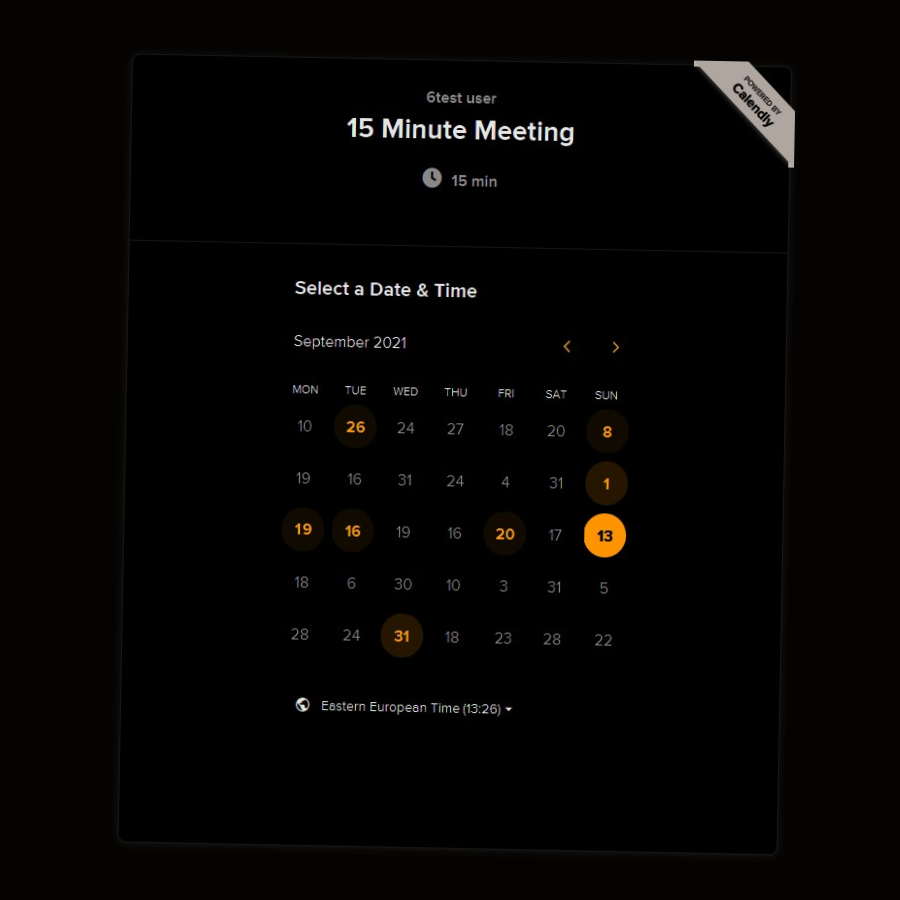 6test user
POWERED BY
Calendly
15 Minute Meeting
15 min
Select a Date & Time
September 2021
MON TUE WED THU FRI SAT SUN
10 26 24 27 18 20 8
19 16 31 24 4 31 1
19 16 19 16 20 17 13
18 6 30 10 3 31 5
28 24 31 18 23 28 22
Eastern European Time (13:26)